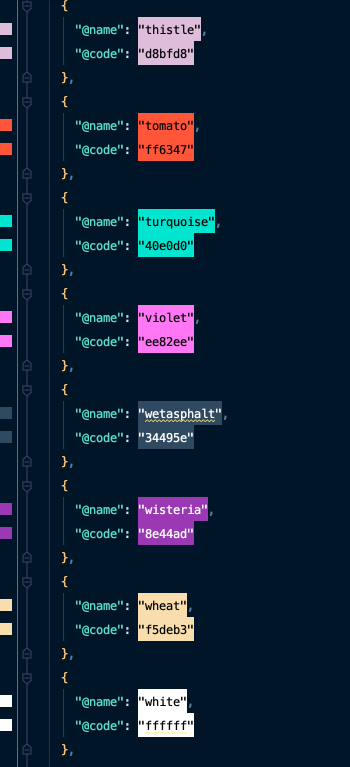 {
"@name": "thistle",
"@code": "d8bfd8"
},
{
"@name": "tomato",
"@code": "ff6347"
},
{
"@name": "turquoise",
"@code": "40e0d0"
},
{
"@name": "violet",
"@code": "ee82ee"
},
{
"@name": "wetasphalt",
"@code": "34495e"
},
{
"@name": "wisteria",
"@code": "8e44ad"
},
{
"@name": "wheat",
"@code": "f5deb3"
},
{
"@name": "white",
"@code": "ffffff"
},